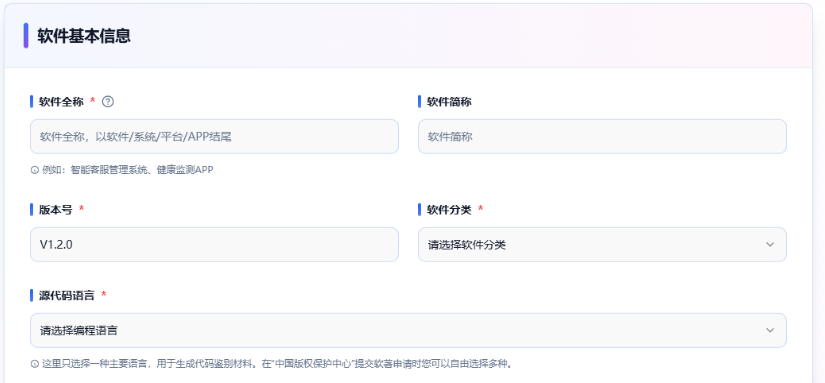 软件基本信息
软件全称 *
软件简称
软件全称，以软件/系统/平台/APP结尾
软件简称
例如：智能客服管理系统、健康监测APP
版本号 *
软件分类 *
V1.2.0
请选择软件分类
源代码语言 *
请选择编程语言
这里只选择一种主要语言，用于生成代码鉴别材料。在"中国版权保护中心"提交软著申请时您可以自由选择多种。